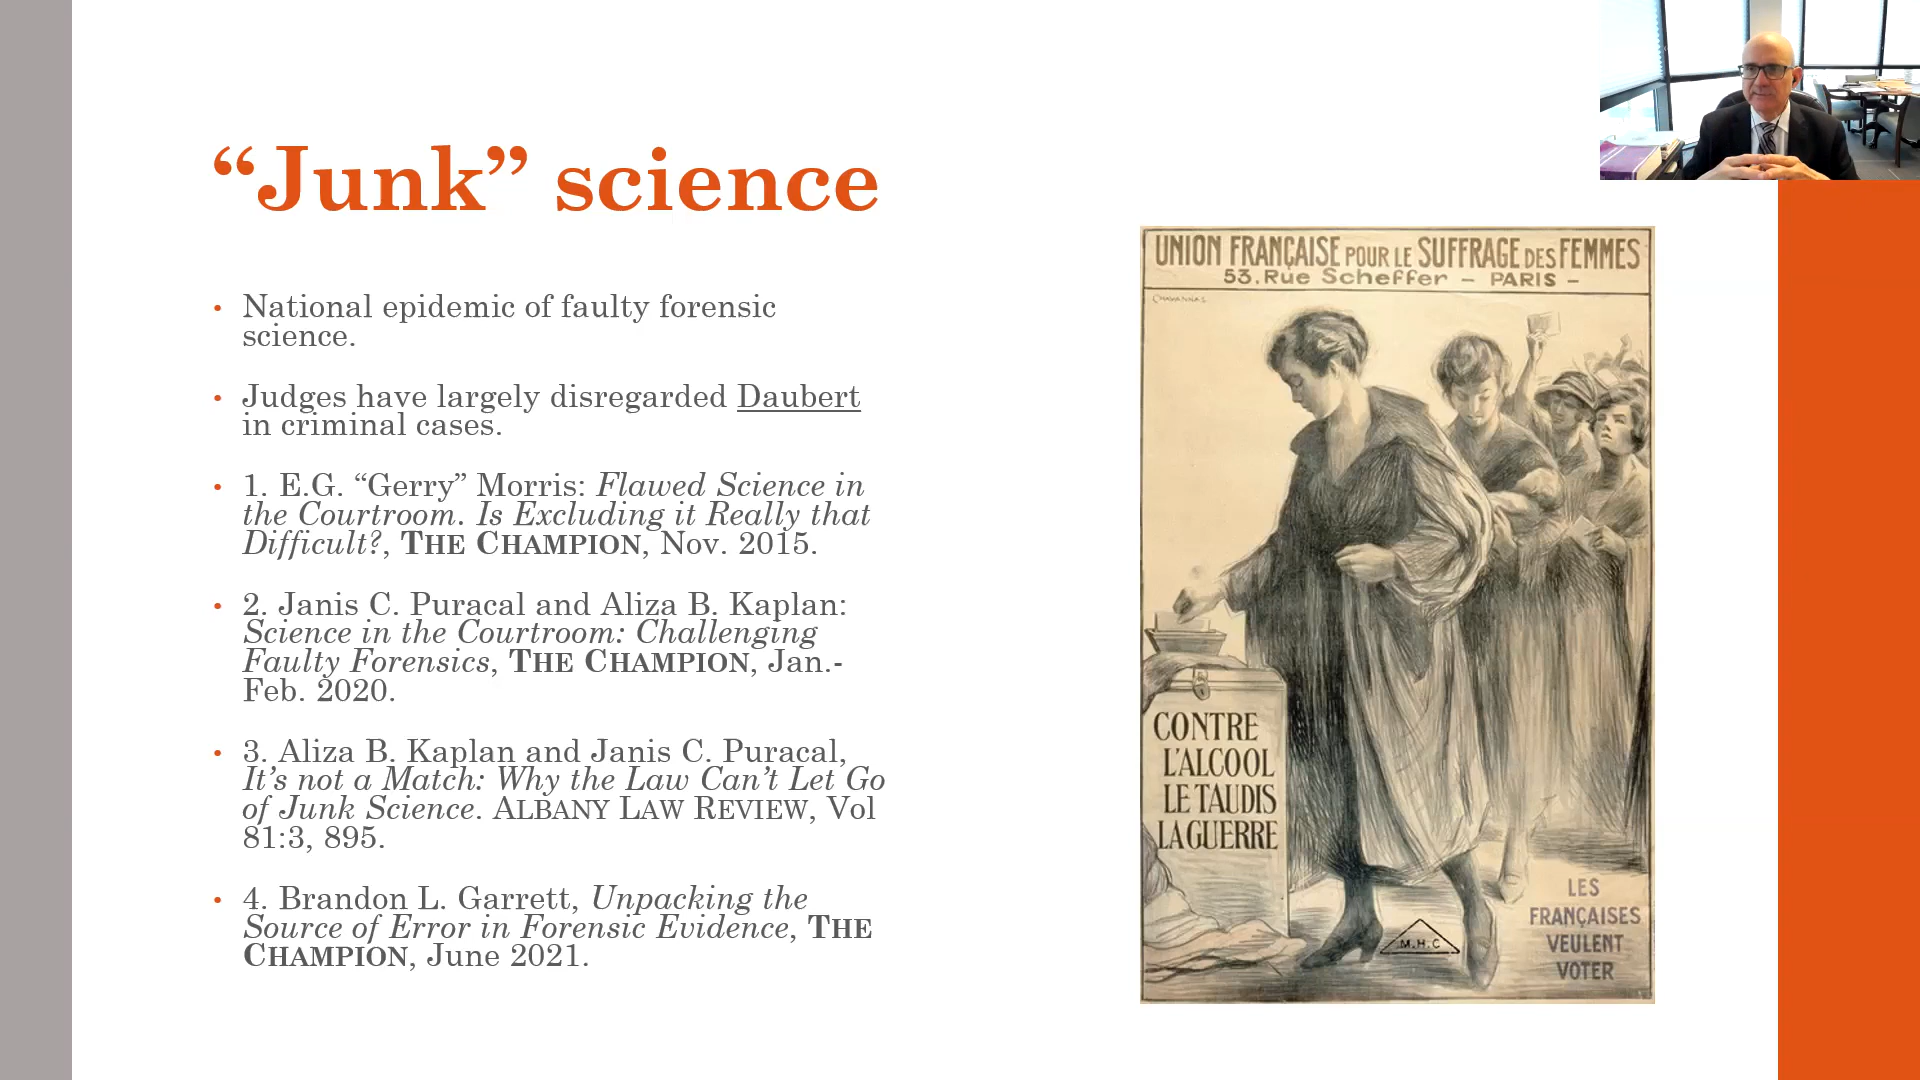 “Junk” science
• National epidemic of faulty forensic
science.
• Judges have largely disregarded Daubert
in criminal cases.
• 1. E.G. “Gerry” Morris: Flawed Science in
the Courtroom. Is Excluding it Really that
Difficult?, THE CHAMPION, Nov. 2015.
• 2. Janis C. Puracal and Aliza B. Kaplan:
Science in the Courtroom: Challenging
Faulty Forensics, THE CHAMPION, Jan.-
Feb. 2020.
• 3. Aliza B. Kaplan and Janis C. Puracal,
It’s not a Match: Why the Law Can’t Let Go
of Junk Science. ALBANY LAW REVIEW, Vol
81:3, 895.
• 4. Brandon L. Garrett, Unpacking the
Source of Error in Forensic Evidence, THE
CHAMPION, June 2021.
UNION FRANÇAISE POUR LE SUFFRAGE DES FEMMES
53. Rue Scheffer – PARIS –
CHAVANNAZ
CONTRE
L'ALCOOL
LE TAUDIS
LA GUERRE
M.H.C
LES
FRANÇAISES
VEULENT
VOTER